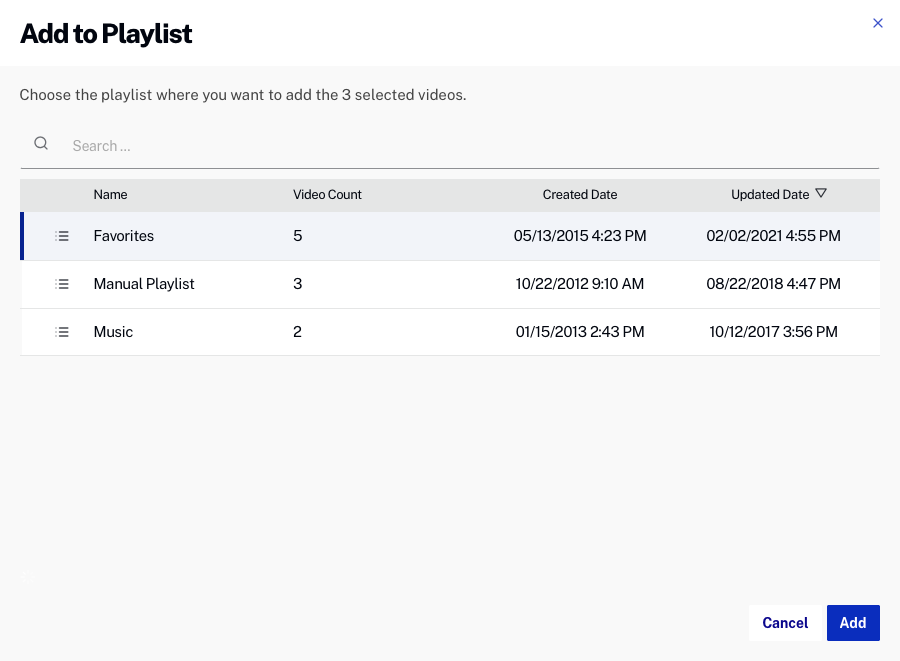 Add to Playlist
Choose the playlist where you want to add the 3 selected videos.
Search ...
Name Video Count Created Date Updated Date
Favorites 5 05/13/2015 4:23 PM 02/02/2021 4:55 PM
Manual Playlist 3 10/22/2012 9:10 AM 08/22/2018 4:47 PM
Music 2 01/15/2013 2:43 PM 10/12/2017 3:56 PM
Cancel Add